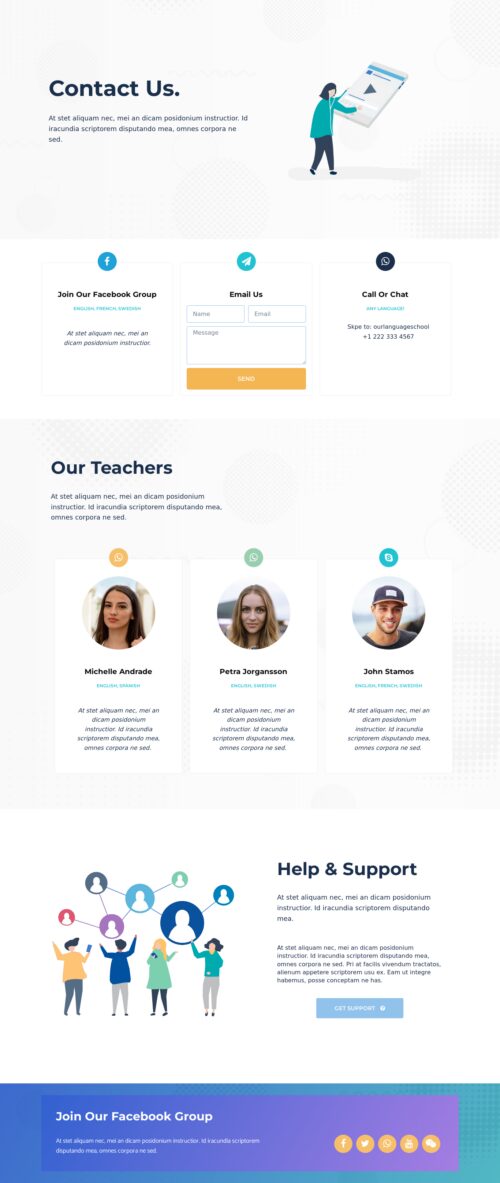 Contact Us.
At stet aliquam nec, mei an dicam posidonium instructior. Id
iracundia scriptorem disputando mea, omnes corpora ne
sed.
Join Our Facebook Group
ENGLISH, FRENCH, SWEDISH
At stet aliquam nec, mei an
dicam posidonium instructior.
Email Us
Name
Email
Message
SEND
Call Or Chat
ANY LANGUAGE!
Skpe to: ourlanguageschool
+1 222 333 4567
Our Teachers
At stet aliquam nec, mei an dicam posidonium
instructior. Id iracundia scriptorem disputando mea,
omnes corpora ne sed.
Michelle Andrade
ENGLISH, SPANISH
At stet aliquam nec, mei an
dicam posidonium
instructior. Id iracundia
scriptorem disputando mea,
omnes corpora ne sed.
Petra Jorgansson
ENGLISH, SWEDISH
At stet aliquam nec, mei an
dicam posidonium
instructior. Id iracundia
scriptorem disputando mea,
omnes corpora ne sed.
John Stamos
ENGLISH, FRENCH, SWEDISH
At stet aliquam nec, mei an
dicam posidonium
instructior. Id iracundia
scriptorem disputando mea,
omnes corpora ne sed.
Help & Support
At stet aliquam nec, mei an dicam posidonium
instructior. Id iracundia scriptorem disputando
mea.
At stet aliquam nec, mei an dicam posidonium
instructior. Id iracundia scriptorem disputando mea,
omnes corpora ne sed. Pri at facilis vivendum tractatos,
alienum appetere scriptorem usu ex. Eam ut integre
habemus, posse conceptam ne has.
GET SUPPORT
Join Our Facebook Group
At stet aliquam nec, mei an dicam posidonium instructior. Id iracundia scriptorem
disputando mea, omnes corpora ne sed.